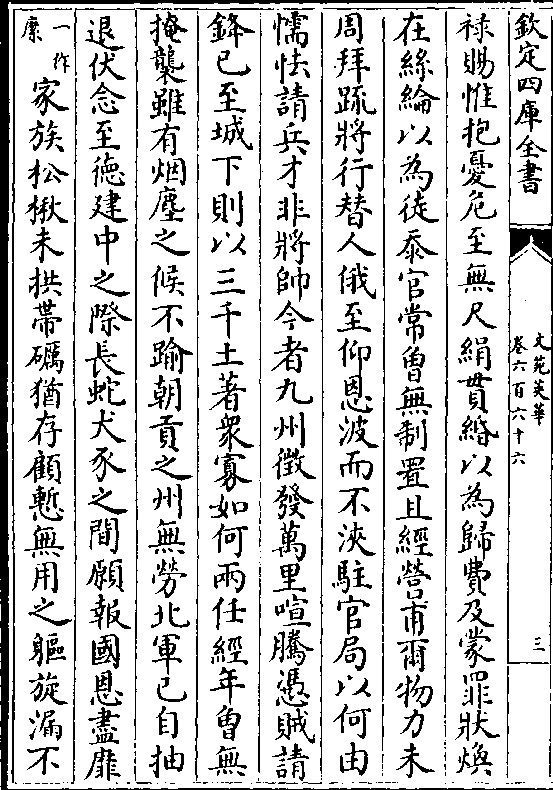 欽定四庫全書
文苑英華
卷六百六十六
三
禄賜惟抱憂危至無尺絹貫緡以為歸費及蒙罪狀煥
在絲綸以為徒忝官常曾無制置且經營甫爾物力未
周拜䟽將行替人俄至仰恩波而不浹駐官局以何由
懦怯請兵才非將帥今者九州徵發萬里喧騰慿賊請
鋒已至城下則以三千土著衆寡如何兩任經年曾無
掩襲雖有烟塵之候不踰朝貢之州無勞北軍已自抽
退伏念至徳建中之際長蛇犬豕之間願報國恩盡靡
一作
縻
家族松楸未拱帶礪猶存顧慙無用之軀旋漏不